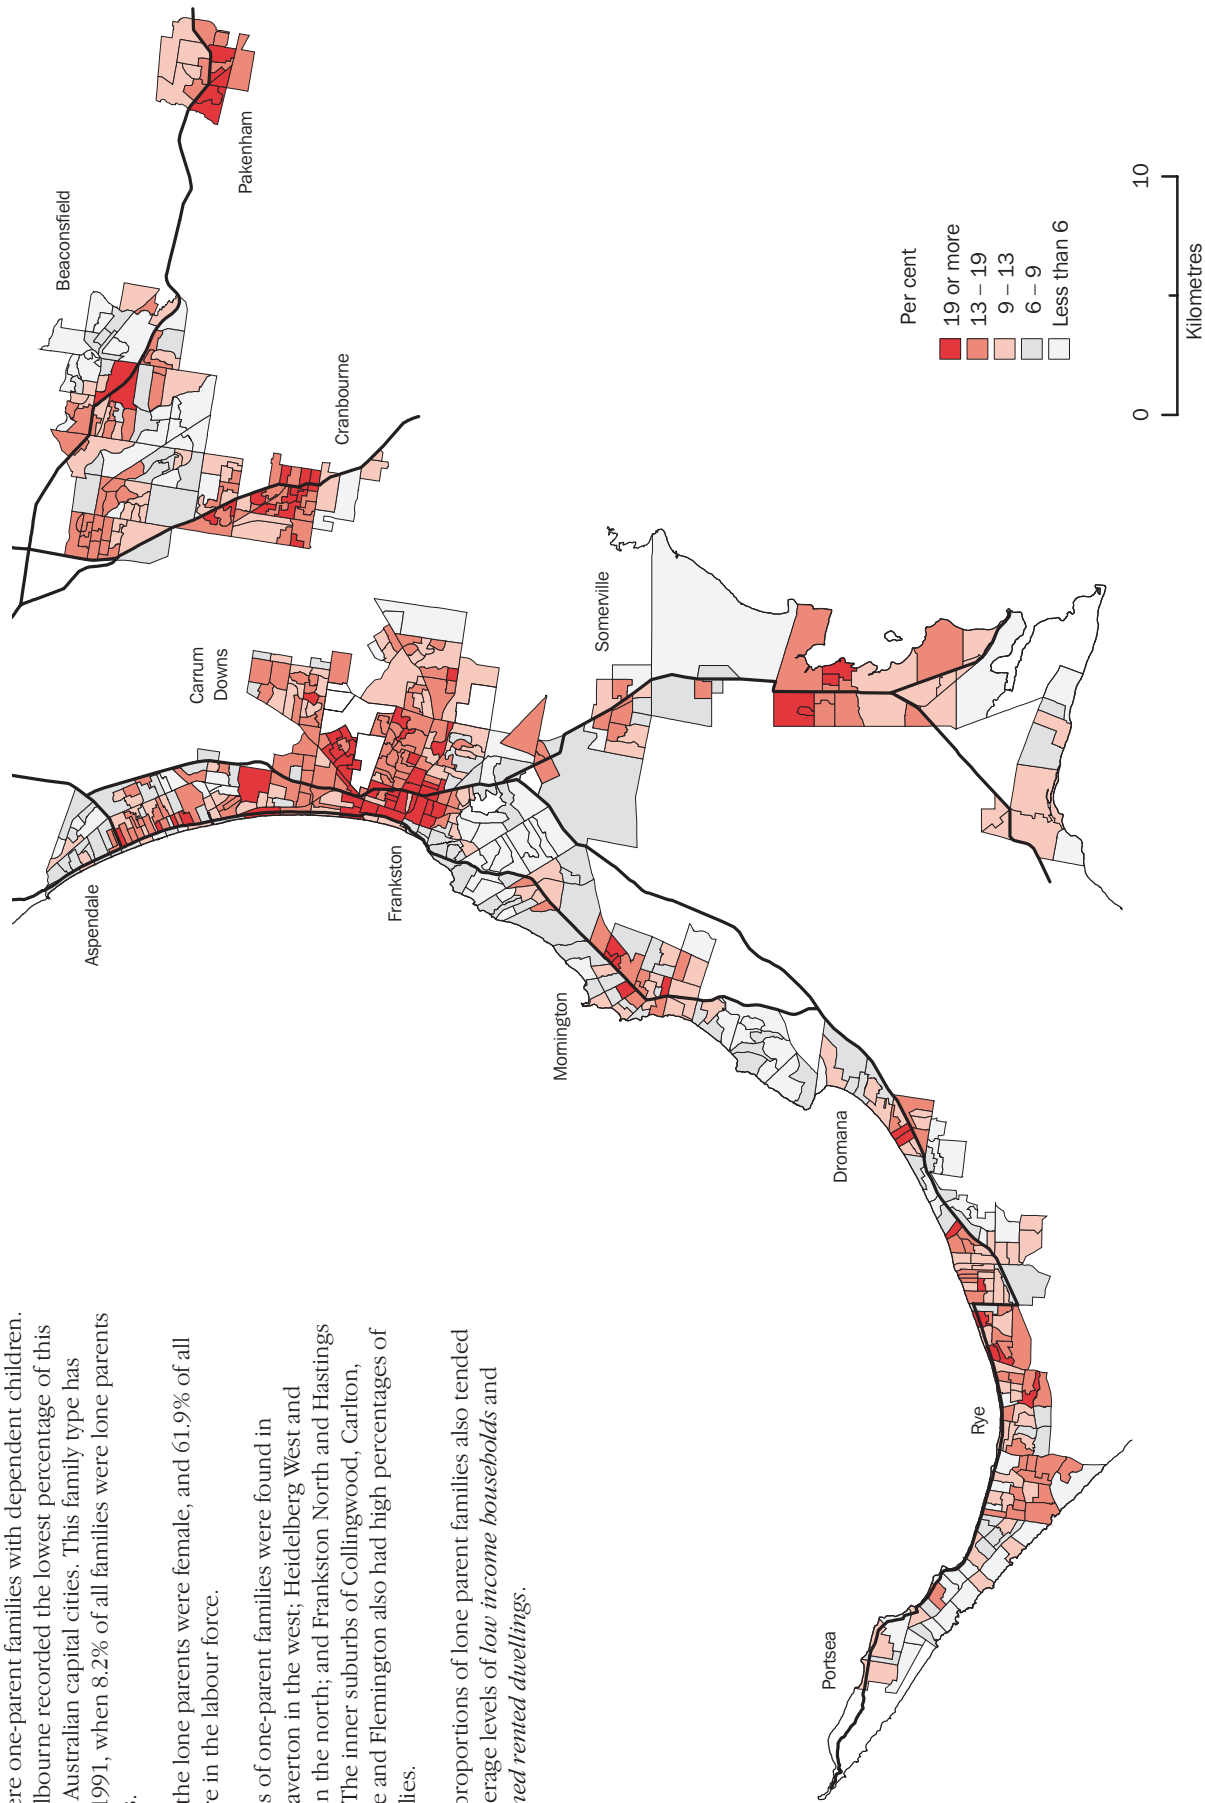 ere one-parent families with dependent children.
lbourne recorded the lowest percentage of this
Australian capital cities. This family type has
1991, when 8.2% of all families were lone parents
s.
the lone parents were female, and 61.9% of all
re in the labour force.
s of one-parent families were found in
averton in the west; Heidelberg West and
n the north; and Frankston North and Hastings
The inner suburbs of Collingwood, Carlton,
e and Flemington also had high percentages of
lies.
proportions of lone parent families also tended
erage levels of low income households and
ned rented dwellings.
Aspendale
Carrum
Downs
Beaconsfield
Pakenham
Cranbourne
Frankston
Somerville
Mornington
Dromana
Rye
Portsea
Per cent
19 or more
13 – 19
9 – 13
6 – 9
Less than 6
0
10
Kilometres